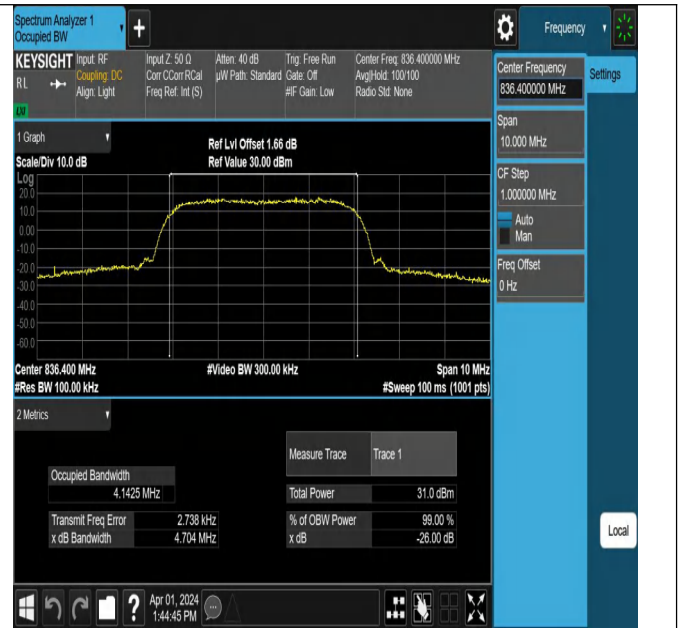 Spectrum Analyzer 1
Occupied BW
+
Frequency
KEYSIGHT Input: RF Input Z: 50 Ω Atten: 40 dB Trig: Free Run Center Freq: 836.400000 MHz
RL Coupling: DC Corr CCorr RCal µW Path: Standard Gate: Off Avg|Hold: 100/100
Align: Light Freq Ref: Int (S) #IF Gain: Low Radio Std: None
Center Frequency
836.400000 MHz
Settings
Span
10.000 MHz
CF Step
1.000000 MHz
Auto
Man
Freq Offset
0 Hz
Local
1 Graph
Ref Lvl Offset 1.66 dB
Scale/Div 10.0 dB Ref Value 30.00 dBm
Log
20.0
10.0
0.00
-10.0
-20.0
-30.0
-40.0
-50.0
-60.0
Center 836.400 MHz #Video BW 300.00 kHz Span 10 MHz
#Res BW 100.00 kHz #Sweep 100 ms (1001 pts)
2 Metrics
Measure Trace Trace 1
Occupied Bandwidth
4.1425 MHz
Total Power 31.0 dBm
Transmit Freq Error 2.738 kHz % of OBW Power 99.00 %
x dB Bandwidth 4.704 MHz x dB -26.00 dB
? Apr 01, 2024
1:44:45 PM